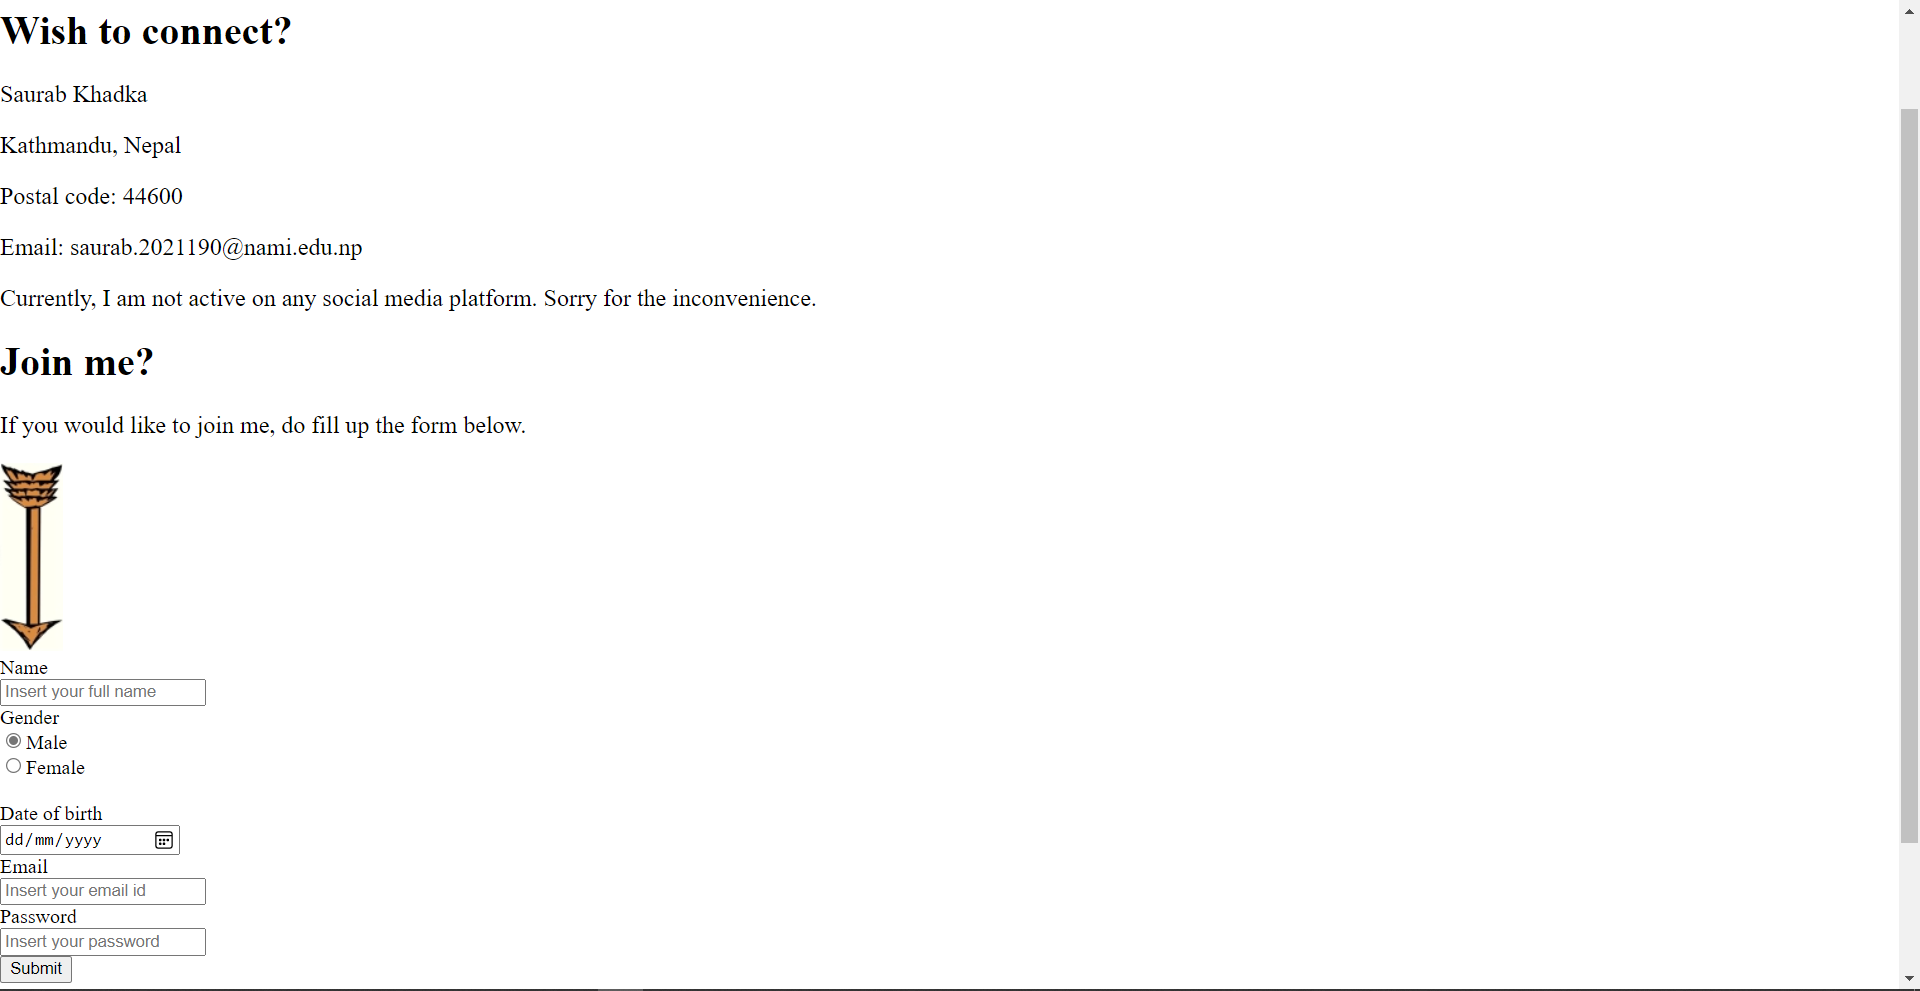 Wish to connect?
Saurab Khadka
Kathmandu, Nepal
Postal code: 44600
Email: saurab.2021190@nami.edu.np
Currently, I am not active on any social media platform. Sorry for the inconvenience.
Join me?
If you would like to join me, do fill up the form below.
Name
Insert your full name
Gender
Male
Female
Date of birth
dd/mm/yyyy
Email
Insert your email id
Password
Insert your password
Submit